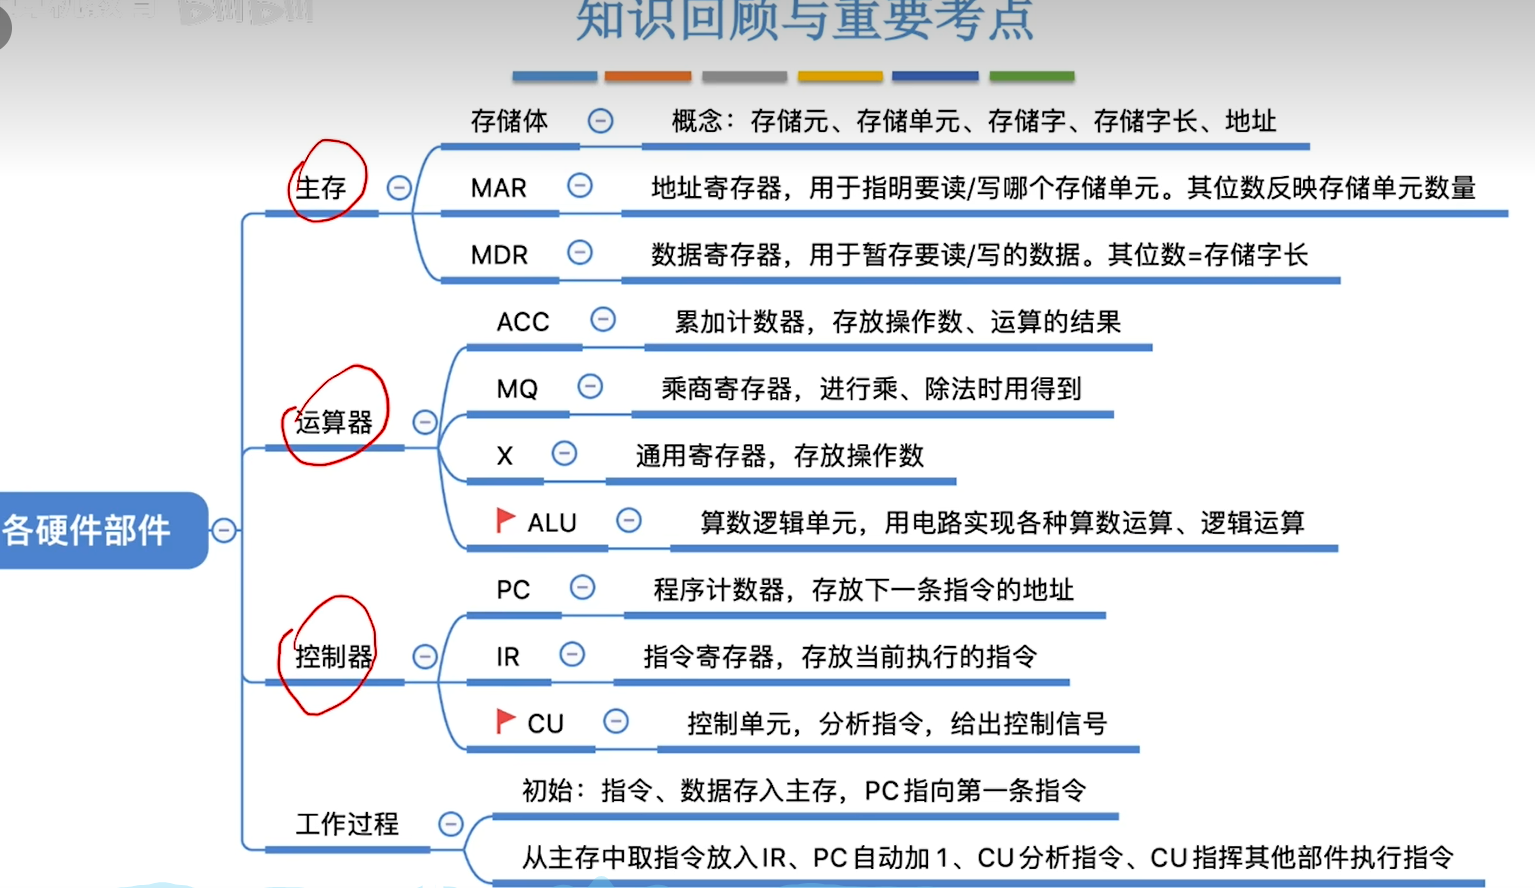 知识回顾与重要考点
存储体
概念：存储元、存储单元、存储字、存储字长、地址
主存
MAR
地址寄存器，用于指明要读/写哪个存储单元。其位数反映存储单元数量
MDR
数据寄存器，用于暂存要读/写的数据。其位数=存储字长
ACC
累加计数器，存放操作数、运算的结果
MQ
乘商寄存器，进行乘、除法时用得到
运算器
X
通用寄存器，存放操作数
ALU
算数逻辑单元，用电路实现各种算数运算、逻辑运算
各硬件部件
PC
程序计数器，存放下一条指令的地址
控制器
IR
指令寄存器，存放当前执行的指令
CU
控制单元，分析指令，给出控制信号
初始：指令、数据存入主存，PC指向第一条指令
工作过程
从主存中取指令放入IR、PC自动加1、CU分析指令、CU指挥其他部件执行指令